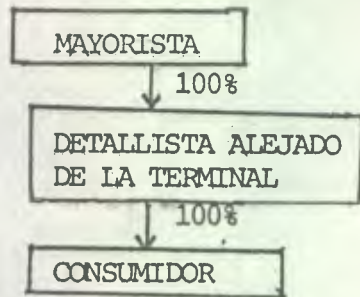 MAYORISTA
100%
DETALLISTA ALEJADO
DE LA TERMINAL
100%
CONSUMIDOR